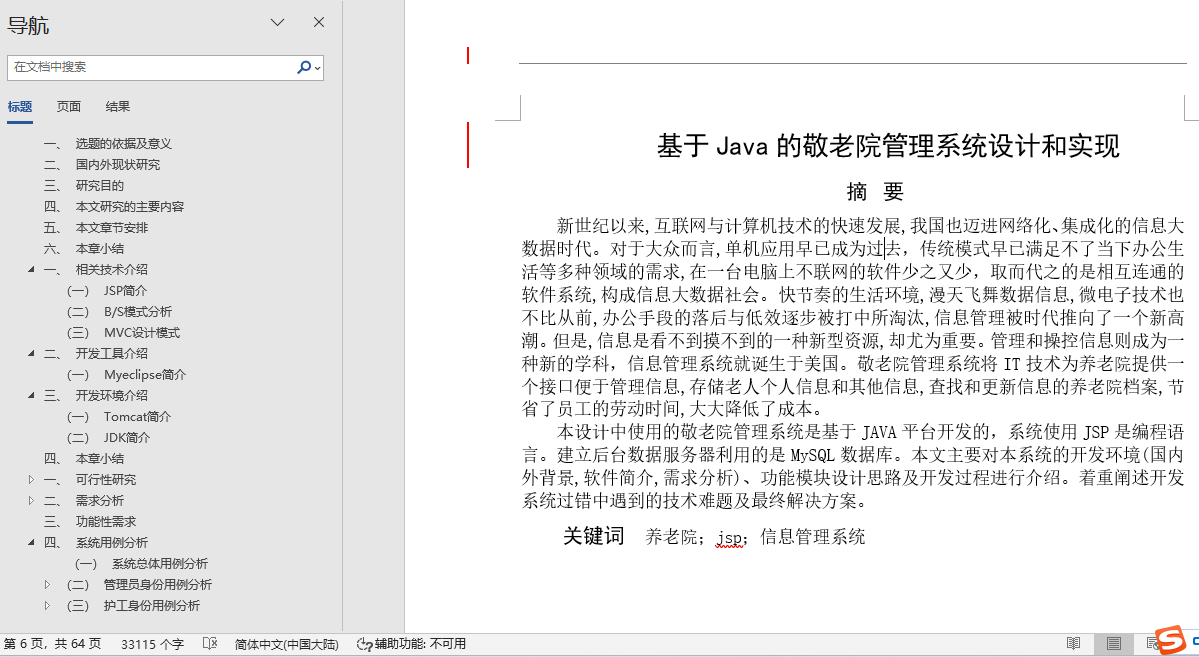 导航
在文档中搜索
标题 页面 结果
一、 选题的依据及意义
二、 国内外现状研究
三、 研究目的
四、 本文研究的主要内容
五、 本文章节安排
六、 本章小结
一、 相关技术介绍
(一) JSP简介
(二) B/S模式分析
(三) MVC设计模式
二、 开发工具介绍
(一) Myeclipse简介
三、 开发环境介绍
(一) Tomcat简介
(二) JDK简介
四、 本章小结
一、 可行性研究
二、 需求分析
三、 功能性需求
四、 系统用例分析
(一) 系统总体用例分析
(二) 管理员身份用例分析
(三) 护工身份用例分析
基于 Java 的敬老院管理系统设计和实现
摘 要
新世纪以来,互联网与计算机技术的快速发展,我国也迈进网络化、集成化的信息大
数据时代。对于大众而言,单机应用早已成为过去，传统模式早已满足不了当下办公生
活等多种领域的需求,在一台电脑上不联网的软件少之又少，取而代之的是相互连通的
软件系统,构成信息大数据社会。快节奏的生活环境,漫天飞舞数据信息,微电子技术也
不比从前,办公手段的落后与低效逐步被打中所淘汰,信息管理被时代推向了一个新高
潮。但是,信息是看不到摸不到的一种新型资源,却尤为重要。管理和操控信息则成为一
种新的学科，信息管理系统就诞生于美国。敬老院管理系统将 IT 技术为养老院提供一
个接口便于管理信息,存储老人个人信息和其他信息,查找和更新信息的养老院档案,节
省了员工的劳动时间,大大降低了成本。
本设计中使用的敬老院管理系统是基于 JAVA 平台开发的，系统使用 JSP 是编程语
言。建立后台数据服务器利用的是 MySQL 数据库。本文主要对本系统的开发环境(国内
外背景,软件简介,需求分析)、功能模块设计思路及开发过程进行介绍。着重阐述开发
系统过错中遇到的技术难题及最终解决方案。
关键词 养老院；jsp；信息管理系统
第 6 页，共 64 页 33115 个字 简体中文(中国大陆) 辅助功能: 不可用